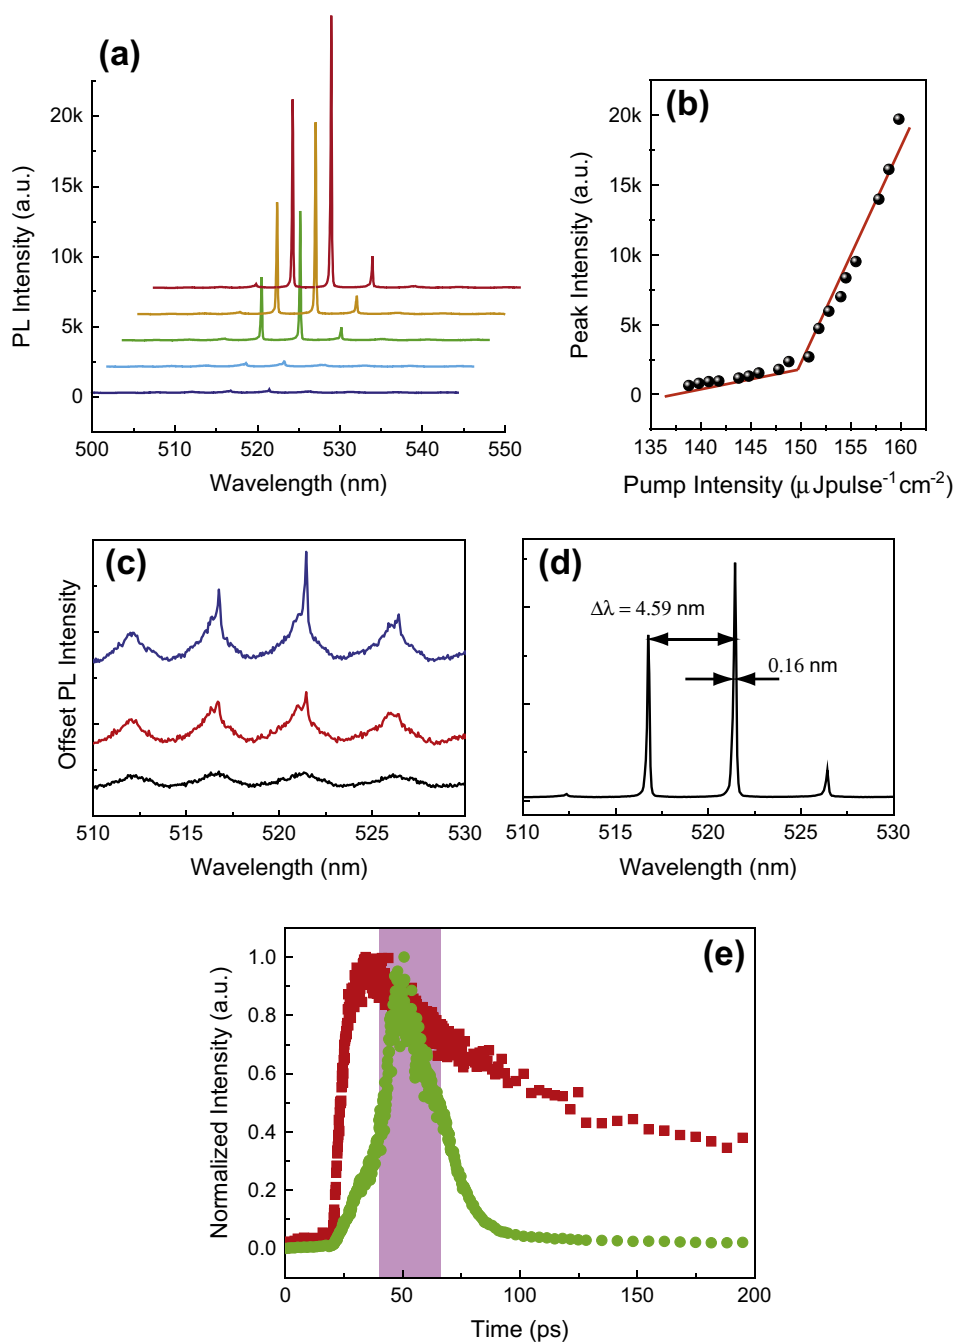 (a)
20k
15k
10k
5k
0
PL Intensity (a.u.)
500 510 520 530 540 550
Wavelength (nm)
(b)
20k
15k
10k
5k
0
Peak Intensity (a.u.)
135 140 145 150 155 160
Pump Intensity (μJpulse⁻¹cm⁻²)
(c)
Offset PL Intensity
510 515 520 525 530
Wavelength (nm)
(d)
Δλ = 4.59 nm
0.16 nm
510 515 520 525 530
Wavelength (nm)
(e)
1.0
0.8
0.6
0.4
0.2
0.0
Normalized Intensity (a.u.)
0 50 100 150 200
Time (ps)